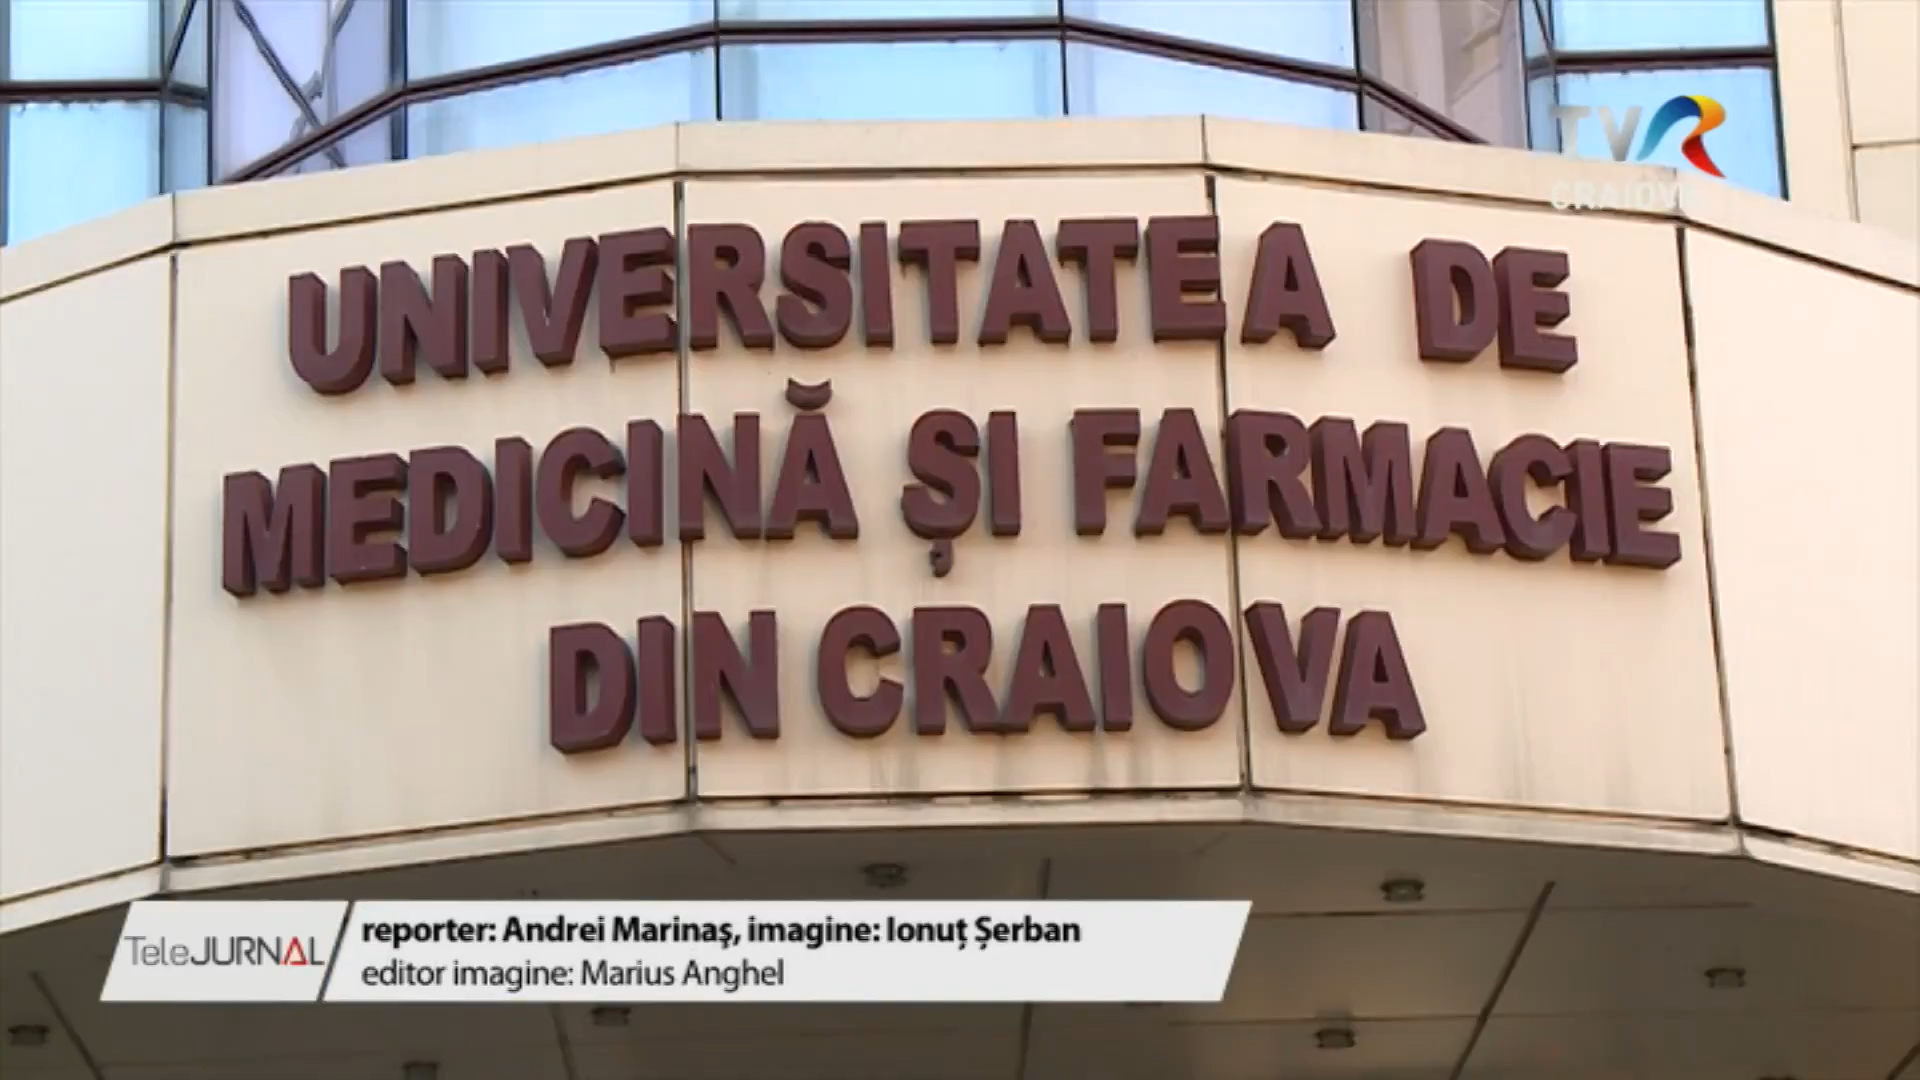 TVR
CRAIOVA
UNIVERSITATEA DE
MEDICINĂ ȘI FARMACIE
DIN CRAIOVA
TeleJURNAL
reporter: Andrei Marinaş, imagine: Ionuț Șerban
editor imagine: Marius Anghel